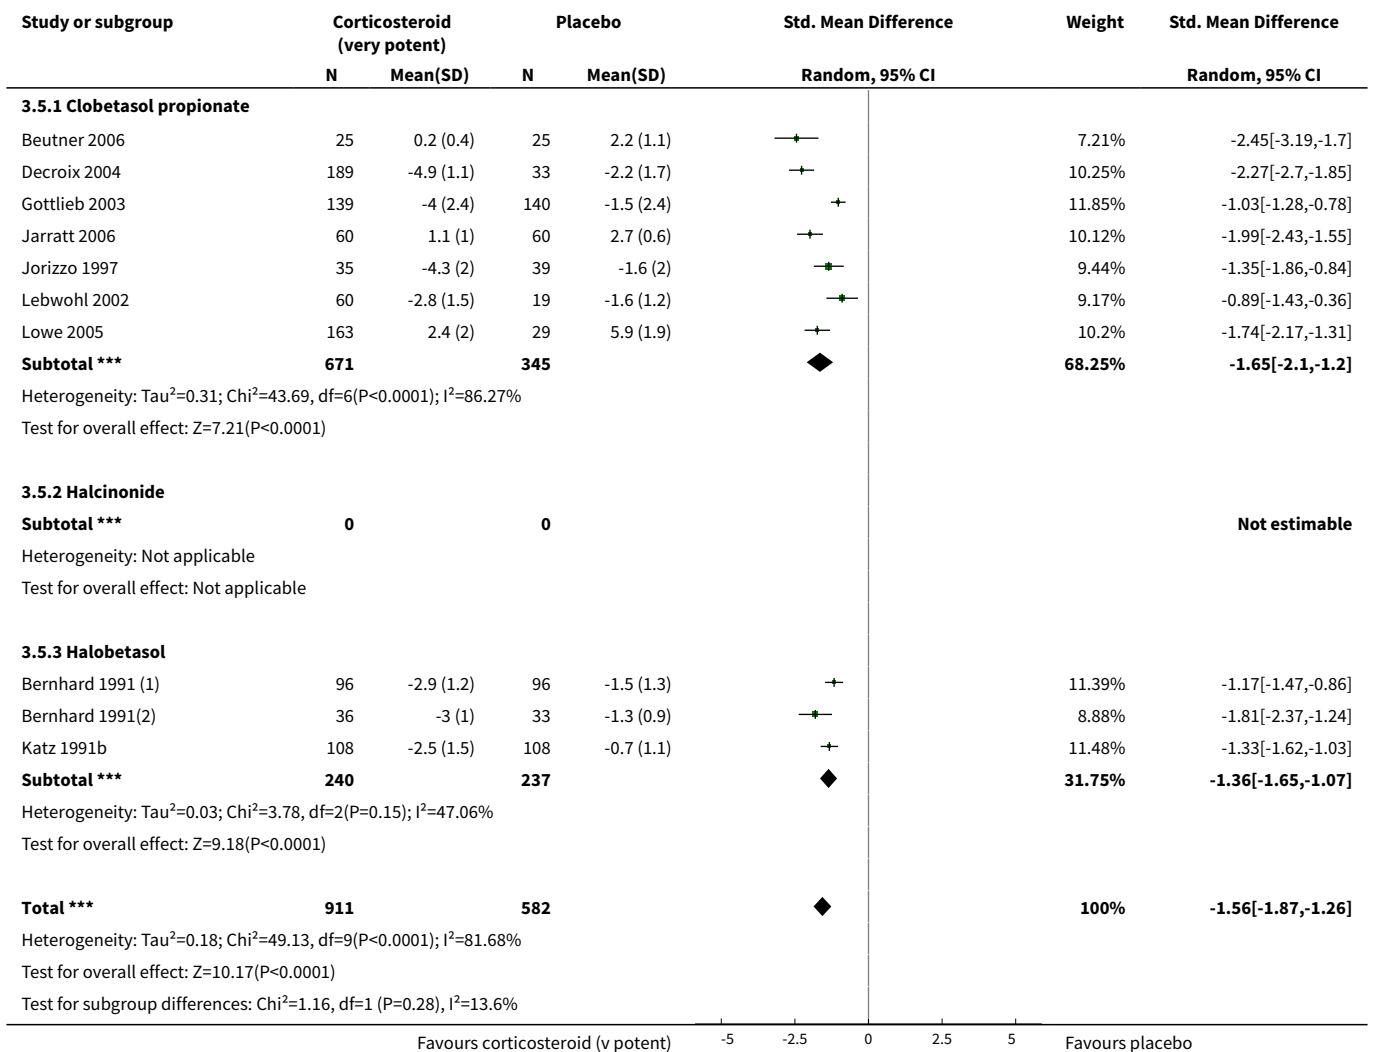 Study or subgroup Corticosteroid (very potent) Placebo Std. Mean Difference Weight Std. Mean Difference
N Mean(SD) N Mean(SD) Random, 95% CI Random, 95% CI
3.5.1 Clobetasol propionate
Beutner 2006 25 0.2 (0.4) 25 2.2 (1.1) 7.21% -2.45[-3.19,-1.7]
Decroix 2004 189 -4.9 (1.1) 33 -2.2 (1.7) 10.25% -2.27[-2.7,-1.85]
Gottlieb 2003 139 -4 (2.4) 140 -1.5 (2.4) 11.85% -1.03[-1.28,-0.78]
Jarratt 2006 60 1.1 (1) 60 2.7 (0.6) 10.12% -1.99[-2.43,-1.55]
Jorizzo 1997 35 -4.3 (2) 39 -1.6 (2) 9.44% -1.35[-1.86,-0.84]
Lebwohl 2002 60 -2.8 (1.5) 19 -1.6 (1.2) 9.17% -0.89[-1.43,-0.36]
Lowe 2005 163 2.4 (2) 29 5.9 (1.9) 10.2% -1.74[-2.17,-1.31]
Subtotal *** 671 345 68.25% -1.65[-2.1,-1.2]
Heterogeneity: Tau²=0.31; Chi²=43.69, df=6(P<0.0001); I²=86.27%
Test for overall effect: Z=7.21(P<0.0001)
3.5.2 Halcinonide
Subtotal *** 0 0 Not estimable
Heterogeneity: Not applicable
Test for overall effect: Not applicable
3.5.3 Halobetasol
Bernhard 1991 (1) 96 -2.9 (1.2) 96 -1.5 (1.3) 11.39% -1.17[-1.47,-0.86]
Bernhard 1991(2) 36 -3 (1) 33 -1.3 (0.9) 8.88% -1.81[-2.37,-1.24]
Katz 1991b 108 -2.5 (1.5) 108 -0.7 (1.1) 11.48% -1.33[-1.62,-1.03]
Subtotal *** 240 237 31.75% -1.36[-1.65,-1.07]
Heterogeneity: Tau²=0.03; Chi²=3.78, df=2(P=0.15); I²=47.06%
Test for overall effect: Z=9.18(P<0.0001)
Total *** 911 582 100% -1.56[-1.87,-1.26]
Heterogeneity: Tau²=0.18; Chi²=49.13, df=9(P<0.0001); I²=81.68%
Test for overall effect: Z=10.17(P<0.0001)
Test for subgroup differences: Chi²=1.16, df=1 (P=0.28), I²=13.6%
Favours corticosteroid (v potent) -5 -2.5 0 2.5 5 Favours placebo